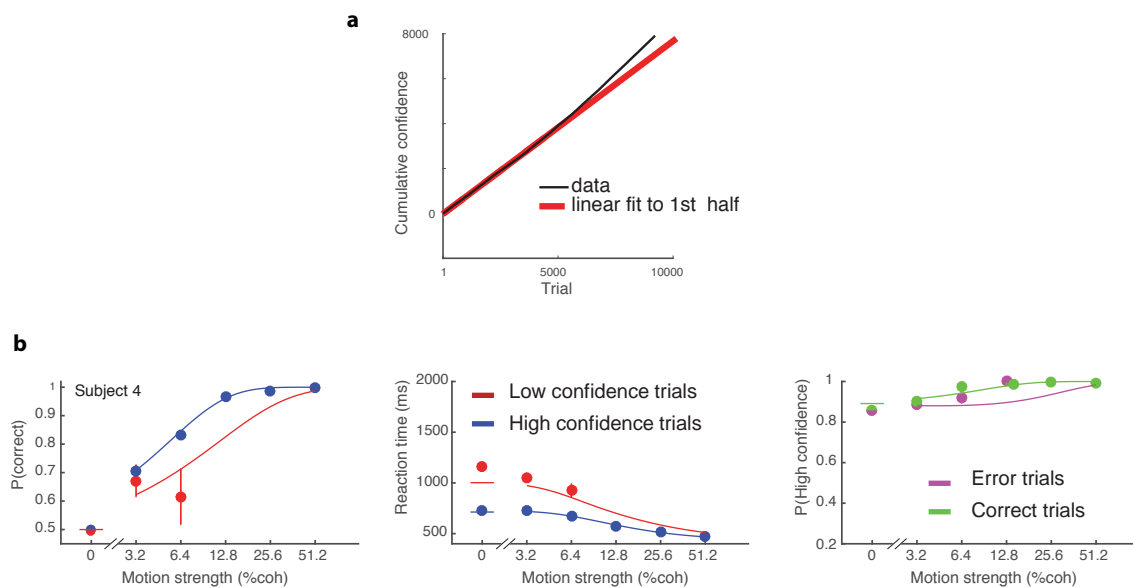 a
8000
0
Cumulative confidence
data
linear fit to 1st half
1
5000
10000
Trial
b
Subject 4
1
0.9
0.8
0.7
0.6
0.5
P(correct)
0
3.2
6.4
12.8
25.6
51.2
Motion strength (%coh)
2000
1500
1000
500
Reaction time (ms)
Low confidence trials
High confidence trials
0
3.2
6.4
12.8
25.6
51.2
Motion strength (%coh)
1
0.8
0.6
0.4
0.2
P(High confidence)
Error trials
Correct trials
0
3.2
6.4
12.8
25.6
51.2
Motion strength (%coh)